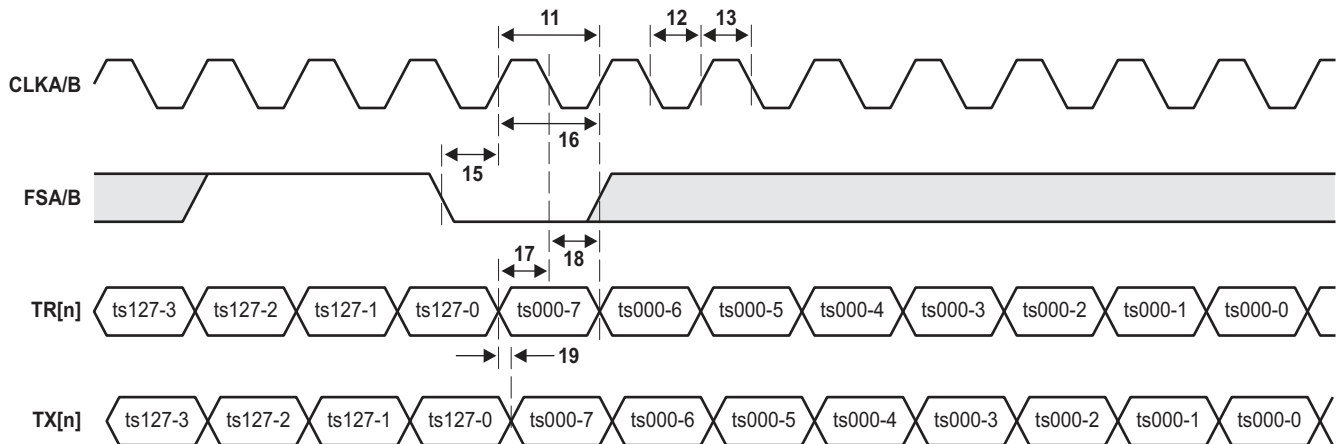 11
12
13
CLKA/B
16
15
FSA/B
17
18
TR[n]
ts127-3
ts127-2
ts127-1
ts127-0
ts000-7
ts000-6
ts000-5
ts000-4
ts000-3
ts000-2
ts000-1
ts000-0
19
TX[n]
ts127-3
ts127-2
ts127-1
ts127-0
ts000-7
ts000-6
ts000-5
ts000-4
ts000-3
ts000-2
ts000-1
ts000-0